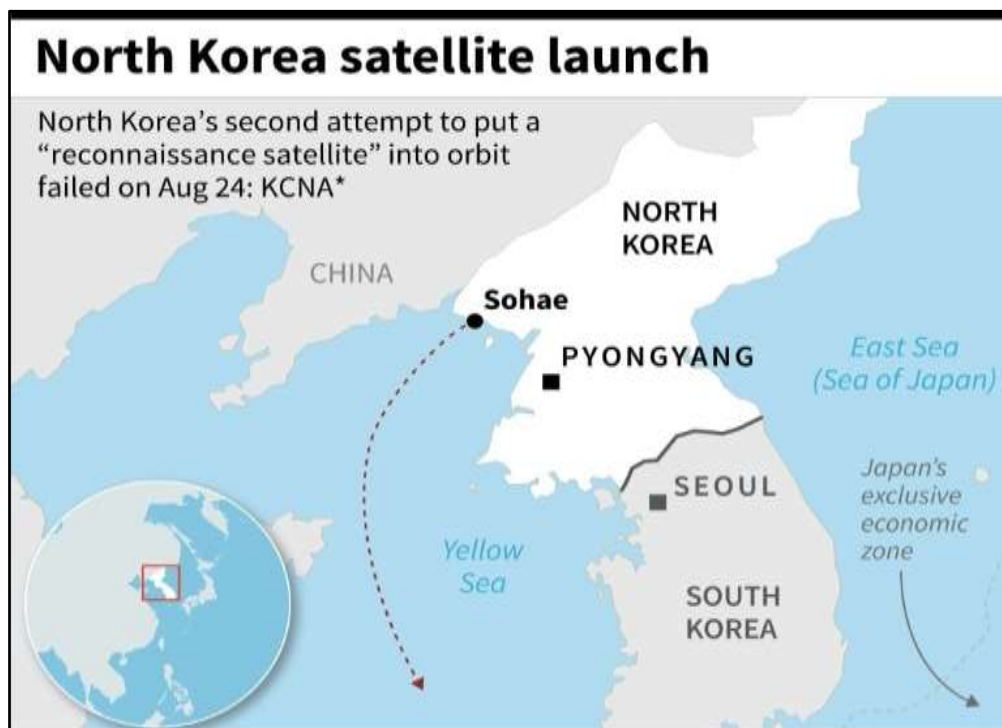 North Korea satellite launch
North Korea’s second attempt to put a
“reconnaissance satellite” into orbit
failed on Aug 24: KCNA*
NORTH
KOREA
CHINA
Sohae
PYONGYANG
East Sea
(Sea of Japan)
Japan’s
exclusive
economic
zone
SEOUL
Yellow
Sea
SOUTH
KOREA